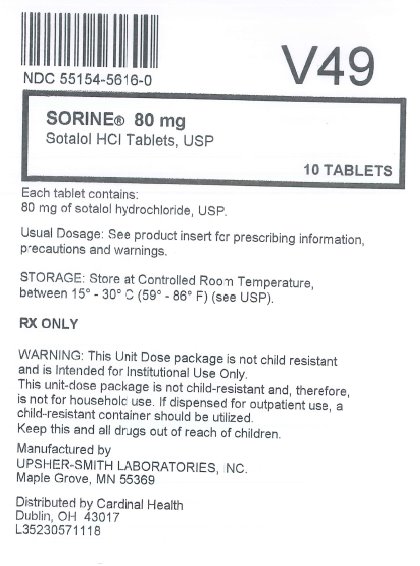 NDC 55154-5616-0
V49
SORINE® 80 mg
Sotalol HCl Tablets, USP
10 TABLETS
Each tablet contains:
80 mg of sotalol hydrochloride, USP.
Usual Dosage: See product insert for prescribing information,
precautions and warnings.
STORAGE: Store at Controlled Room Temperature,
between 15° - 30° C (59° - 86° F) (see USP).
RX ONLY
WARNING: This Unit Dose package is not child resistant
and is Intended for Institutional Use Only.
This unit-dose package is not child-resistant and, therefore,
is not for household use. If dispensed for outpatient use, a
child-resistant container should be utilized.
Keep this and all drugs out of reach of children.
Manufactured by
UPSHER-SMITH LABORATORIES, INC.
Maple Grove, MN 55369
Distributed by Cardinal Health
Dublin, OH 43017
L35230571118